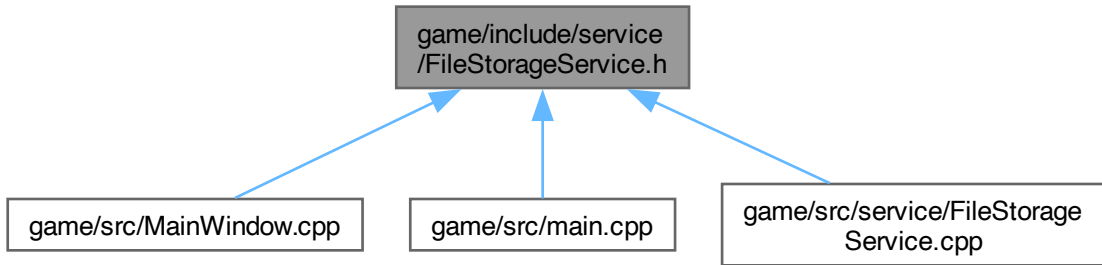 game/include/service
/FileStorageService.h
game/src/MainWindow.cpp
game/src/main.cpp
game/src/service/FileStorage
Service.cpp